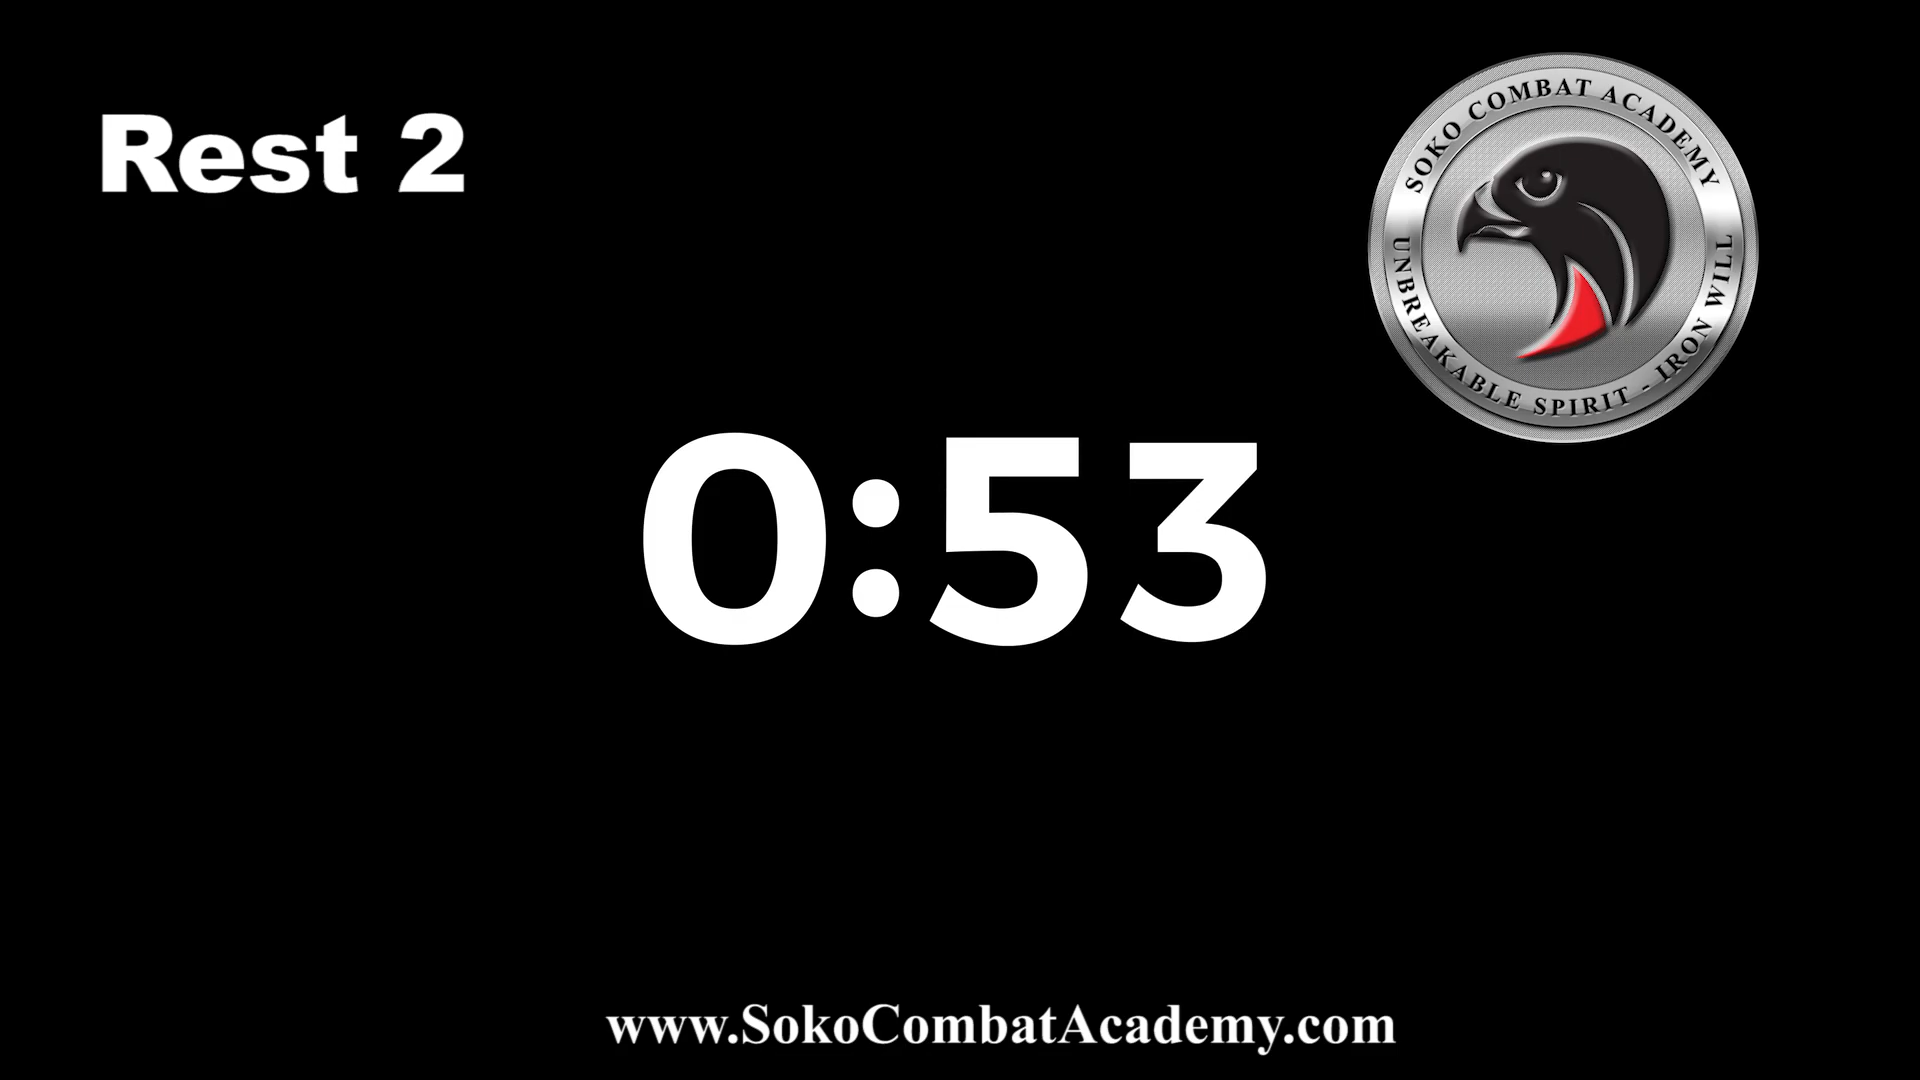 Rest 2
SOKO COMBAT ACADEMY
UNBREAKABLE SPIRIT - IRON WILL
0:53
www.SokoCombatAcademy.com